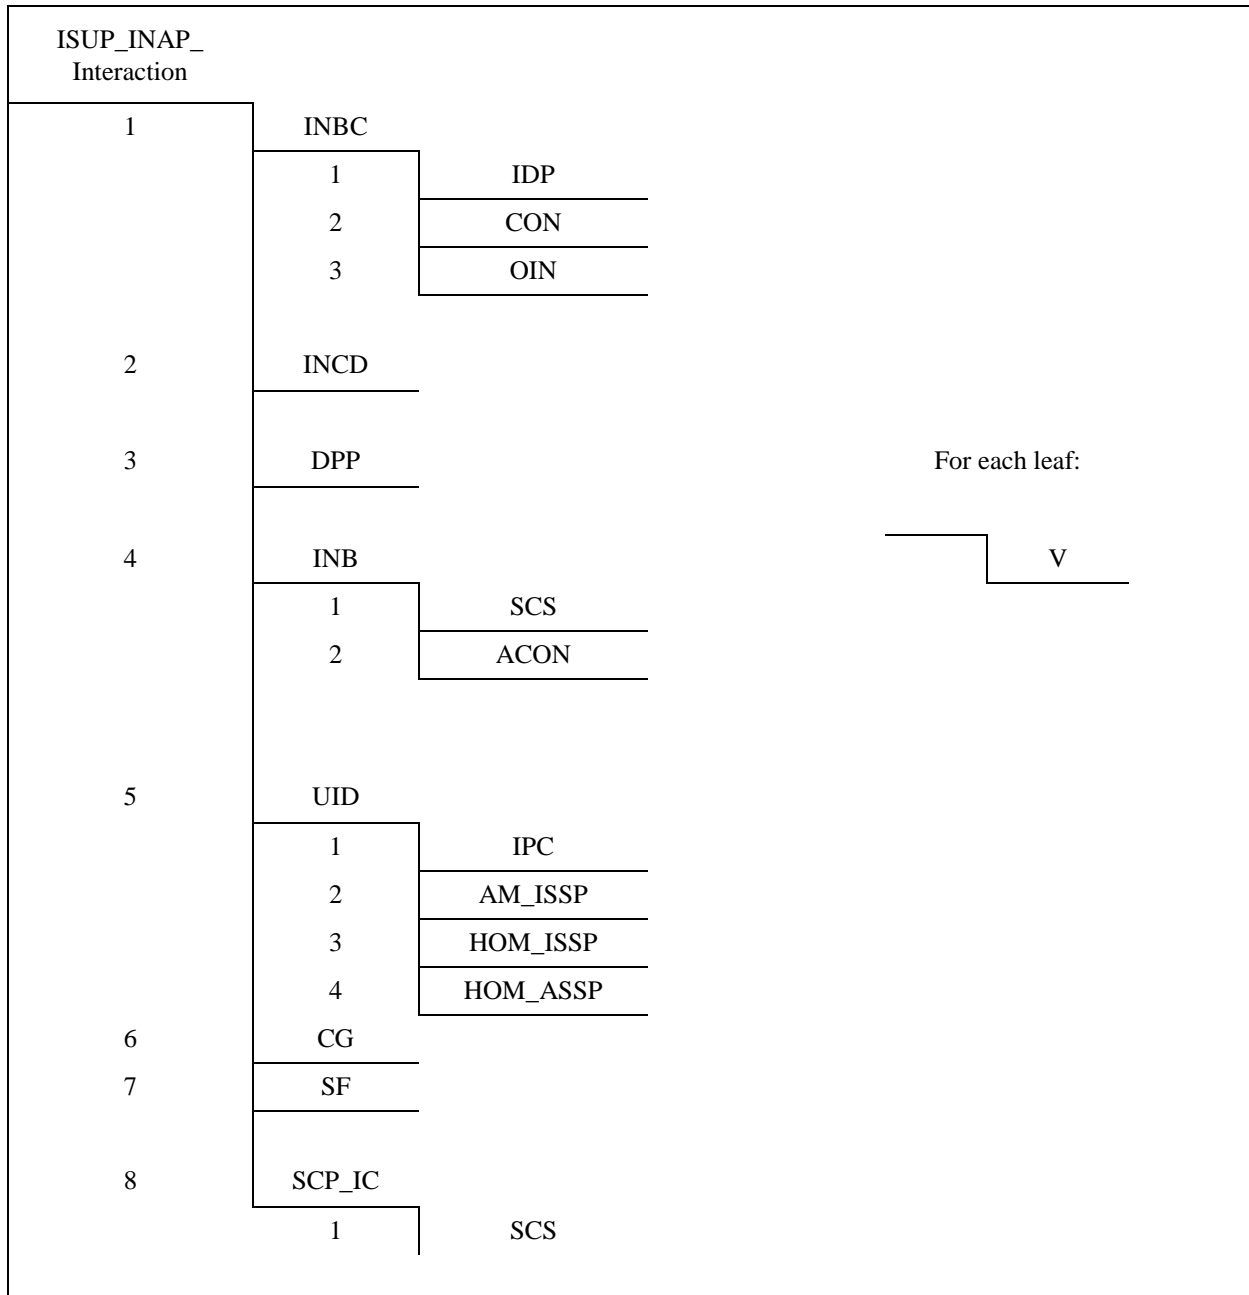 ISUP_INAP_
Interaction
1 INBC
1 IDP
2 CON
3 OIN
2 INCD
3 DPP For each leaf:
4 INB V
1 SCS
2 ACON
5 UID
1 IPC
2 AM_ISSP
3 HOM_ISSP
4 HOM_ASSP
6 CG
7 SF
8 SCP_IC
1 SCS